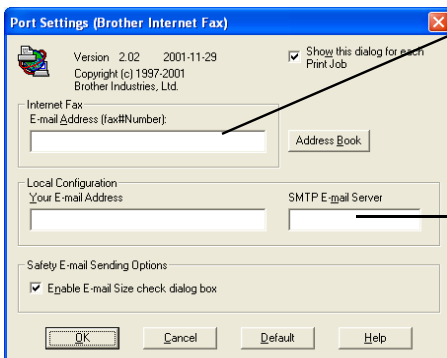 Port Settings (Brother Internet Fax)
Version 2.02 2001-11-29
Copyright (c) 1997-2001
Brother Industries, Ltd.
Show this dialog for each
Print Job
Internet Fax
E-mail Address (fax#Number):
Address Book
Local Configuration
Your E-mail Address
SMTP E-mail Server
Safety E-mail Sending Options
Enable E-mail Size check dialog box
OK
Cancel
Default
Help